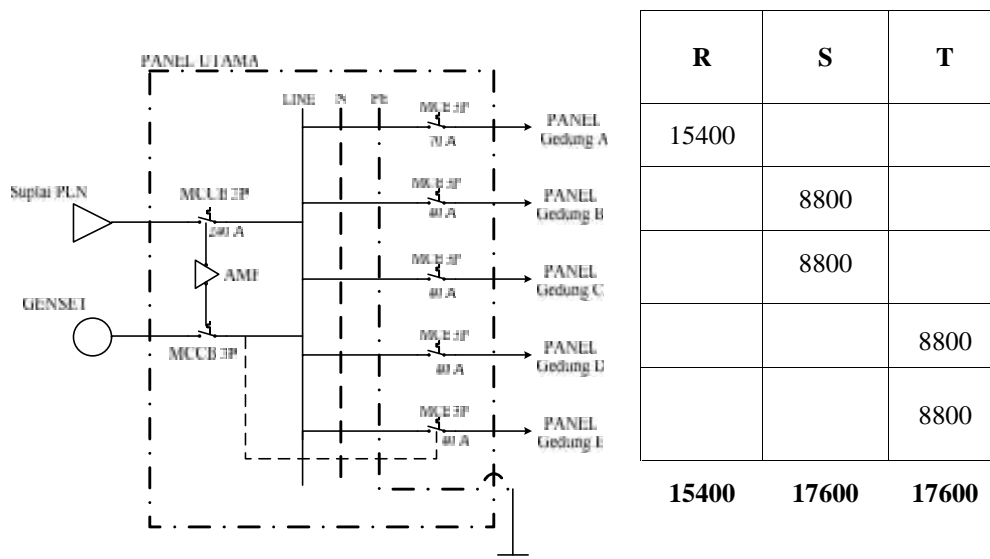 PANEL UTAMA
LINE N PE
MCB 3P
70 A
PANEL
Gedung A
Suplai PLN
MCCB 3P
MCB 3P
40 A
PANEL
Gedung B
AMF
MCB 3P
40 A
PANEL
Gedung C
GENSET
MCCB 3P
MCB 3P
40 A
PANEL
Gedung D
MCB 3P
40 A
PANEL
Gedung E
R S T
15400
8800
8800
8800
8800
15400 17600 17600